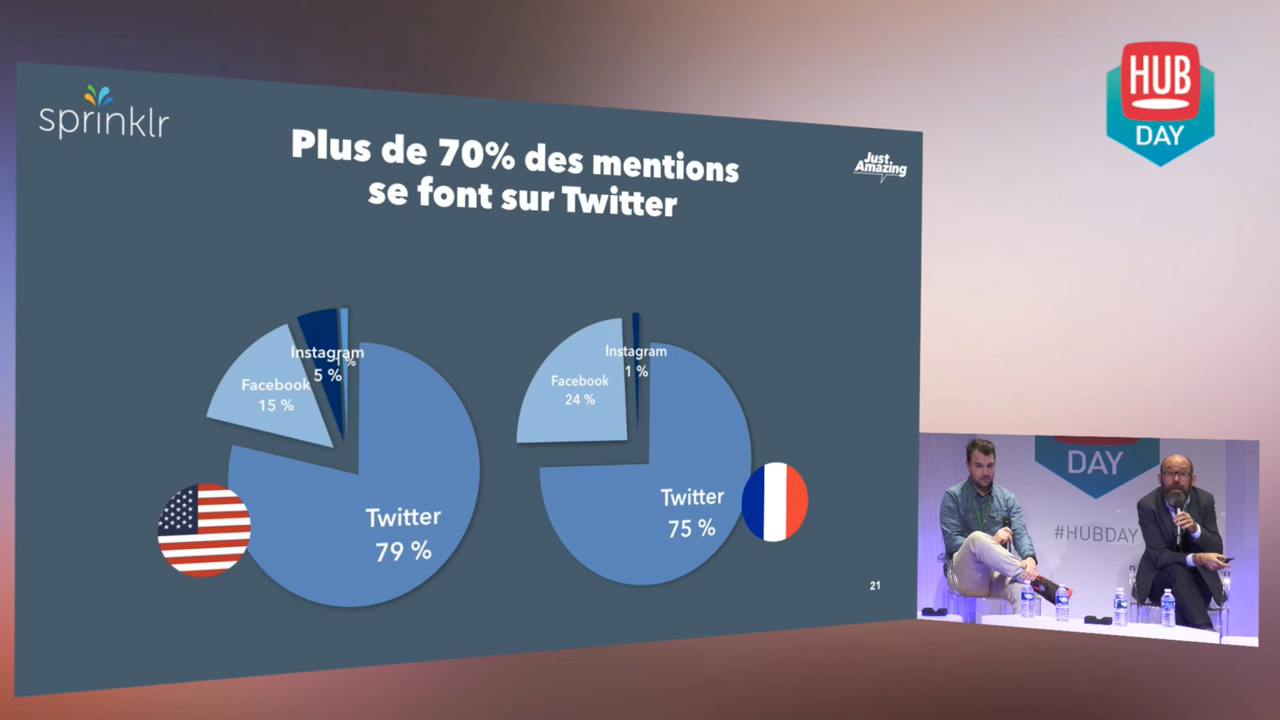 sprinklr
Plus de 70% des mentions
se font sur Twitter
Just
Amazing
HUB
DAY
Instagram
1 %
5 %
Facebook
15 %
Twitter
79 %
Instagram
1 %
Facebook
24 %
Twitter
75 %
21
DAY
#HUBDAY